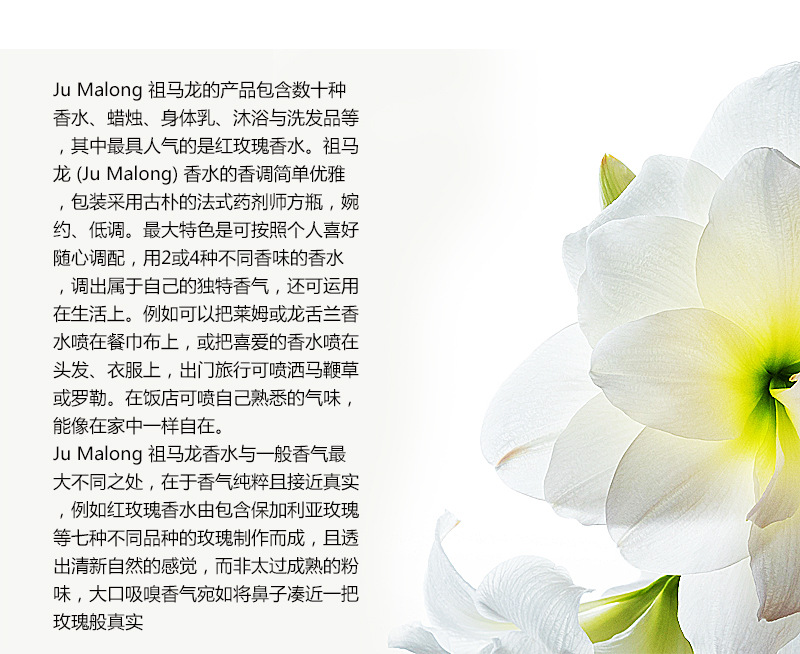 Ju Malong 祖马龙的产品包含数十种
香水、蜡烛、身体乳、沐浴与洗发品等
，其中最具人气的是红玫瑰香水。祖马
龙 (Ju Malong) 香水的香调简单优雅
，包装采用古朴的法式药剂师方瓶，婉
约、低调。最大特色是可按照个人喜好
随心调配，用2或4种不同香味的香水
，调出属于自己的独特香气，还可运用
在生活上。例如可以把莱姆或龙舌兰香
水喷在餐巾布上，或把喜爱的香水喷在
头发、衣服上，出门旅行可喷洒马鞭草
或罗勒。在饭店可喷自己熟悉的气味，
能像在家中一样自在。
Ju Malong 祖马龙香水与一般香气最
大不同之处，在于香气纯粹且接近真实
，例如红玫瑰香水由包含保加利亚玫瑰
等七种不同品种的玫瑰制作而成，且透
出清新自然的感觉，而非太过成熟的粉
味，大口吸嗅香气宛如将鼻子凑近一把
玫瑰般真实